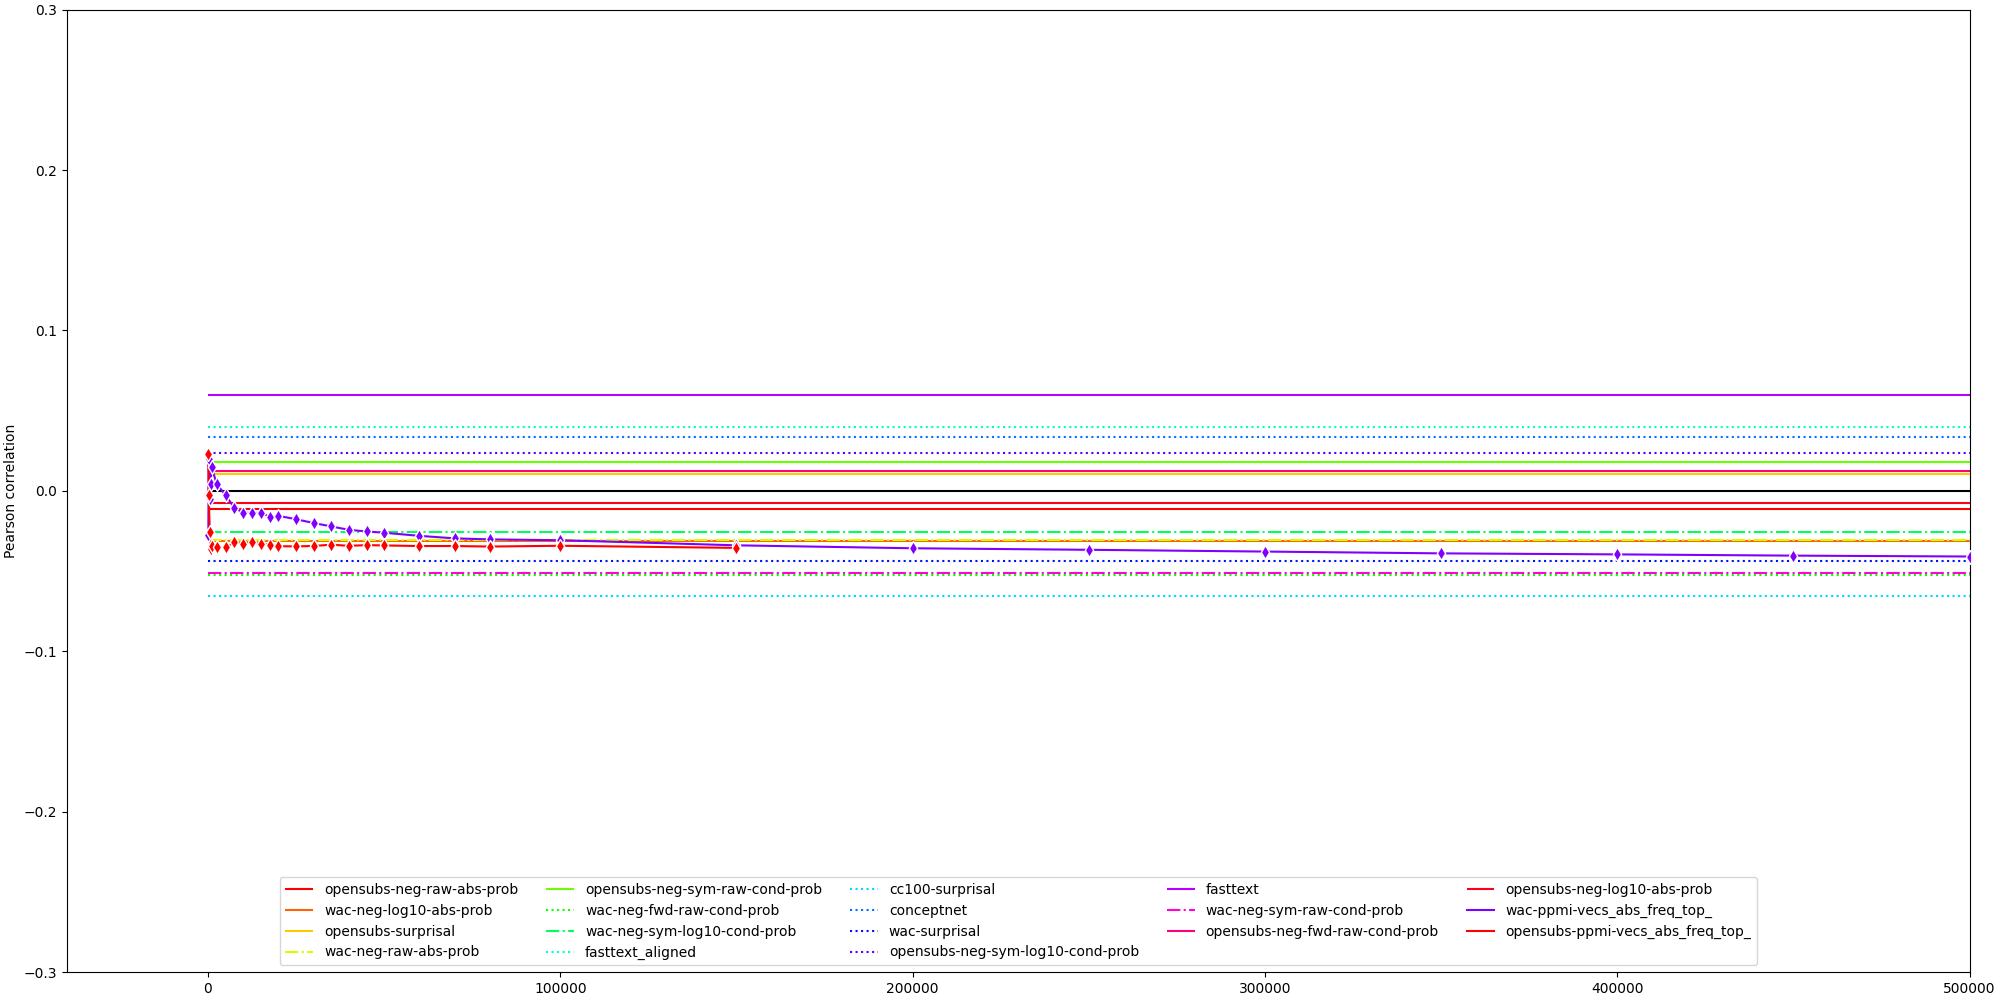 0.3
0.2
0.1
0.0
−0.1
−0.2
−0.3
Pearson correlation
opensubs-neg-raw-abs-prob
wac-neg-log10-abs-prob
opensubs-surprisal
wac-neg-raw-abs-prob
opensubs-neg-sym-raw-cond-prob
wac-neg-fwd-raw-cond-prob
wac-neg-sym-log10-cond-prob
fasttext_aligned
cc100-surprisal
conceptnet
wac-surprisal
opensubs-neg-sym-log10-cond-prob
fasttext
wac-neg-sym-raw-cond-prob
opensubs-neg-fwd-raw-cond-prob
opensubs-neg-log10-abs-prob
wac-ppmi-vecs_abs_freq_top_
opensubs-ppmi-vecs_abs_freq_top_
0
100000
200000
300000
400000
500000